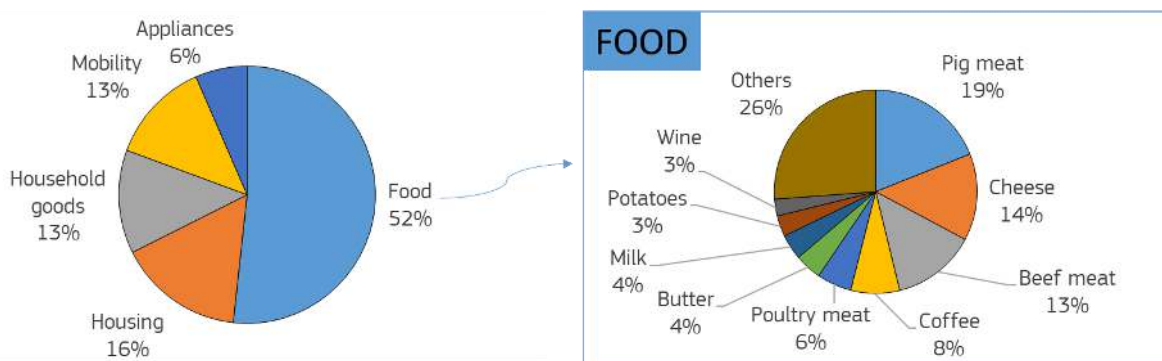 Appliances
6%
Mobility
13%
Household
goods
13%
Housing
16%
Food
52%
FOOD
Pig meat
19%
Cheese
14%
Beef meat
13%
Coffee
8%
Poultry meat
6%
Butter
4%
Milk
4%
Potatoes
3%
Wine
3%
Others
26%